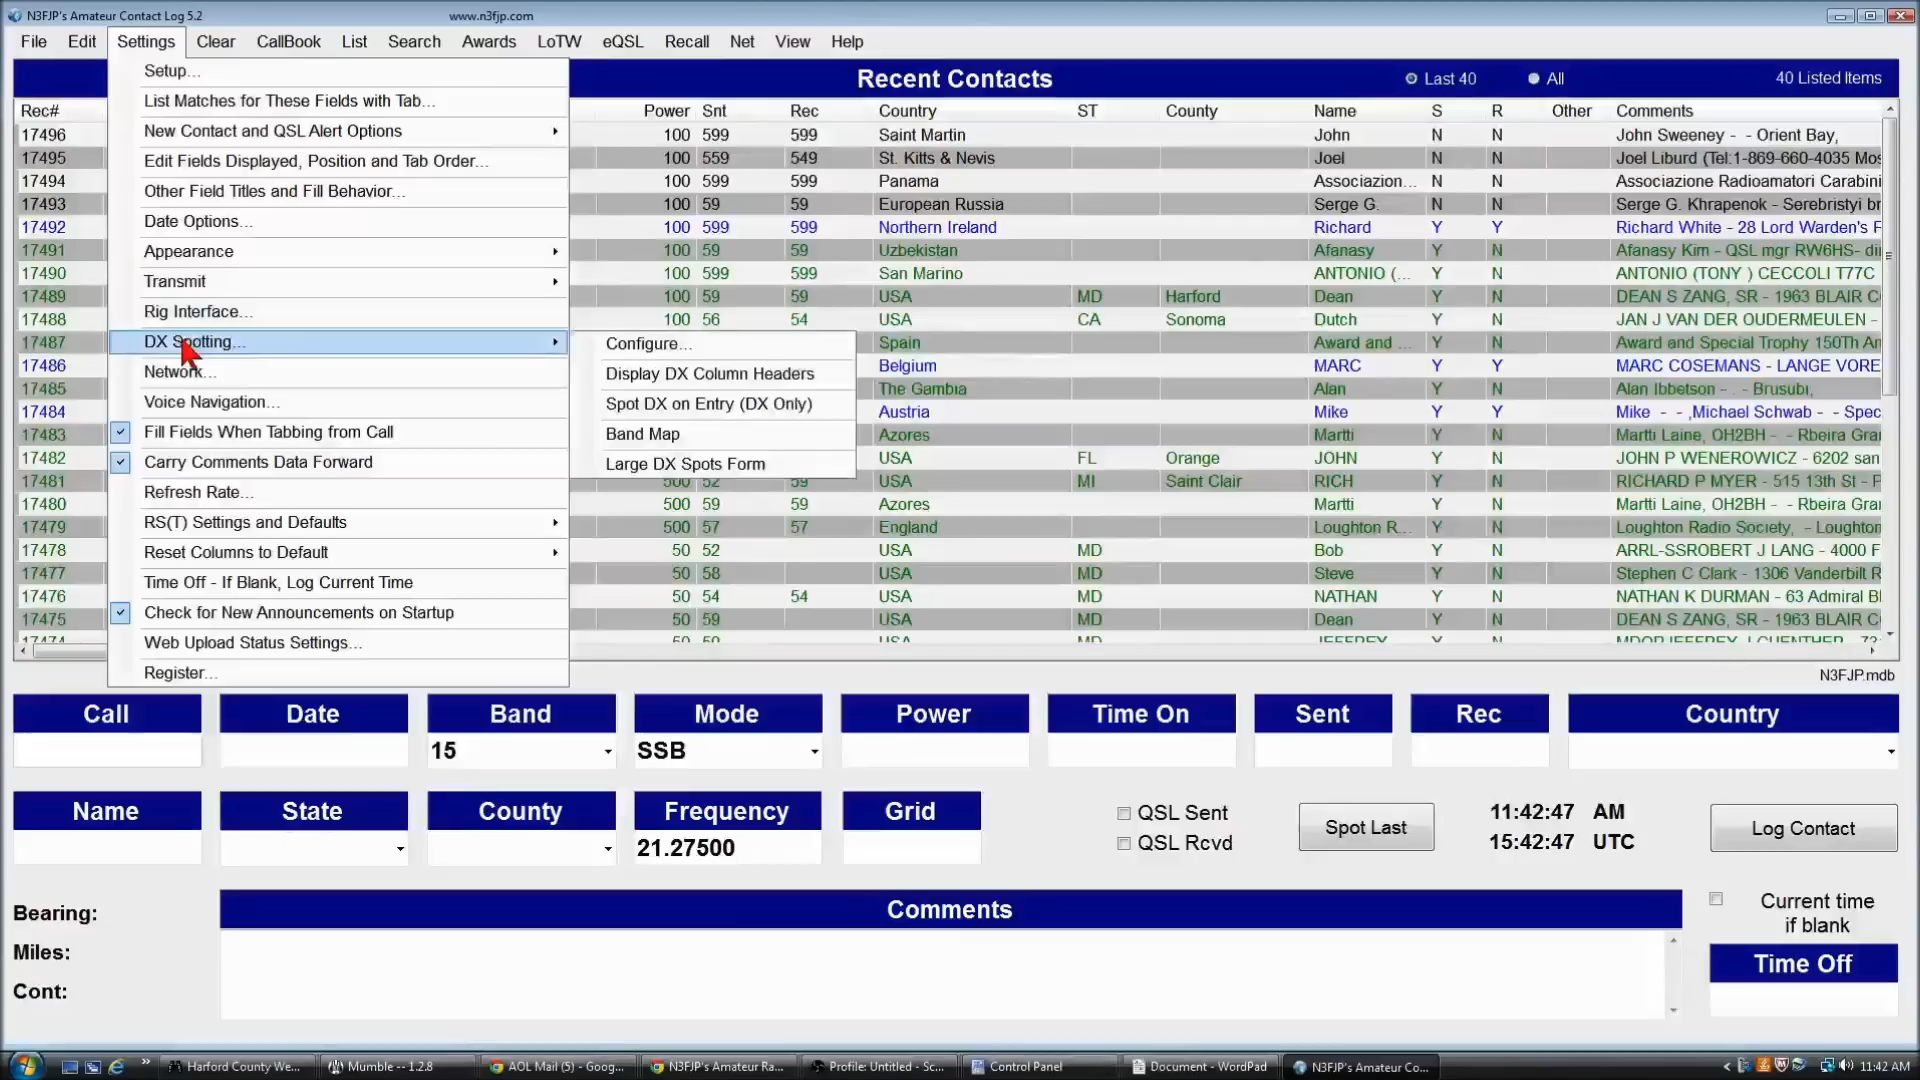 N3FJP's Amateur Contact Log 5.2 www.n3fjp.com
File Edit Settings Clear CallBook List Search Awards LoTW eQSL Recall Net View Help
Setup...
List Matches for These Fields with Tab...
New Contact and QSL Alert Options
Edit Fields Displayed, Position and Tab Order...
Other Field Titles and Fill Behavior...
Date Options...
Appearance
Transmit
Rig Interface...
DX Spotting...
Network...
Voice Navigation...
Fill Fields When Tabbing from Call
Carry Comments Data Forward
Refresh Rate...
RS(T) Settings and Defaults
Reset Columns to Default
Time Off - If Blank, Log Current Time
Check for New Announcements on Startup
Web Upload Status Settings...
Register...
Configure...
Display DX Column Headers
Spot DX on Entry (DX Only)
Band Map
Large DX Spots Form
Recent Contacts Last 40 All 40 Listed Items
Rec# Power Snt Rec Country ST County Name S R Other Comments
17496 100 599 599 Saint Martin John N N John Sweeney - - Orient Bay,
17495 100 559 549 St. Kitts & Nevis Joel N N Joel Liburd (Tel:1-869-660-4035 Mos
17494 100 599 599 Panama Associazion... N N Associazione Radioamatori Carabini
17493 100 59 59 European Russia Serge G. N N Serge G. Khrapenok - Serebristyi br
17492 100 599 599 Northern Ireland Richard Y Y Richard White - 28 Lord Warden's
17491 100 59 59 Uzbekistan Afanasy Y N Afanasy Kim - QSL mgr RW6HS- di
17490 100 599 599 San Marino ANTONIO (... Y N ANTONIO (TONY ) CECCOLI T77C
17489 100 59 59 USA MD Harford Dean Y N DEAN S ZANG, SR - 1963 BLAIR C
17488 100 56 54 USA CA Sonoma Dutch Y N JAN J VAN DER OUDERMEULEN -
17487 Spain Award and ... Y N Award and Special Trophy 150Th An
17486 Belgium MARC Y Y MARC COSEMANS - LANGE VORE
17485 The Gambia Alan Y N Alan Ibbetson - - Brusubi,
17484 Austria Mike Y Y Mike - - ,Michael Schwab - - Spec
17483 Azores Martti Y N Martti Laine, OH2BH - - Rbeira Gra
17482 USA FL Orange JOHN Y N JOHN P WENEROWICZ - 6202 san
17481 500 52 59 USA MI Saint Clair RICH Y N RICHARD P MYER - 515 13th St - F
17480 500 59 59 Azores Martti Y N Martti Laine, OH2BH - - Rbeira Gra
17479 500 57 57 England Loughton R... Y N Loughton Radio Society, - Loughton
17478 50 52 USA MD Bob Y N ARRL-SSROBERT J LANG - 4000 F
17477 50 58 USA MD Steve Y N Stephen C Clark - 1306 Vanderbilt R
17476 50 54 54 USA MD NATHAN Y N NATHAN K DURMAN - 63 Admiral Bl
17475 50 59 USA MD Dean Y N DEAN S ZANG, SR - 1963 BLAIR C
17474 50 59 USA MD JEFFREY Y N
N3FJP.mdb
Call Date Band Mode Power Time On Sent Rec Country
15 SSB
Name State County Frequency Grid
21.27500
QSL Sent
QSL Rcvd
Spot Last
11:42:47 AM
15:42:47 UTC
Log Contact
Bearing:
Miles:
Cont:
Comments
Current time
if blank
Time Off
Harford County We... Mumble -- 1.2.8 AOL Mail (5) - Goog... N3FJP's Amateur Ra... Profile: Untitled - Sc... Control Panel Document - WordPad N3FJP's Amateur Co... 11:42 AM